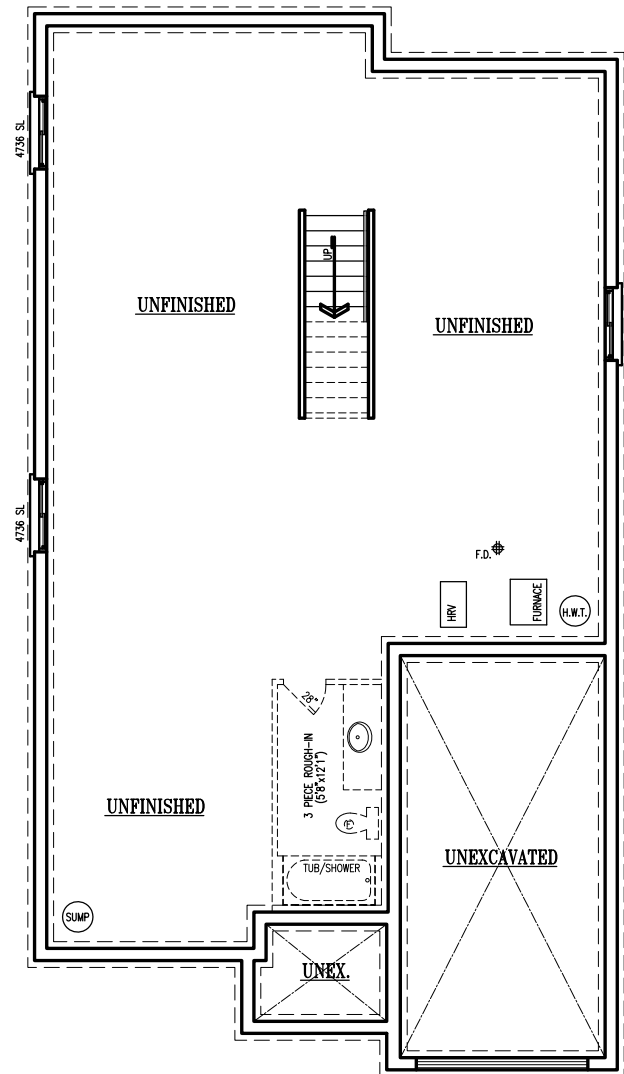 4736 SL
UP
UNFINISHED
UNFINISHED
4736 SL
F.D.
HRV
FURNACE
H.W.T.
28"
3 PIECE ROUGH-IN
(5'8"x12'1")
UNFINISHED
TUB/SHOWER
UNEXCAVATED
SUMP
UNEX.